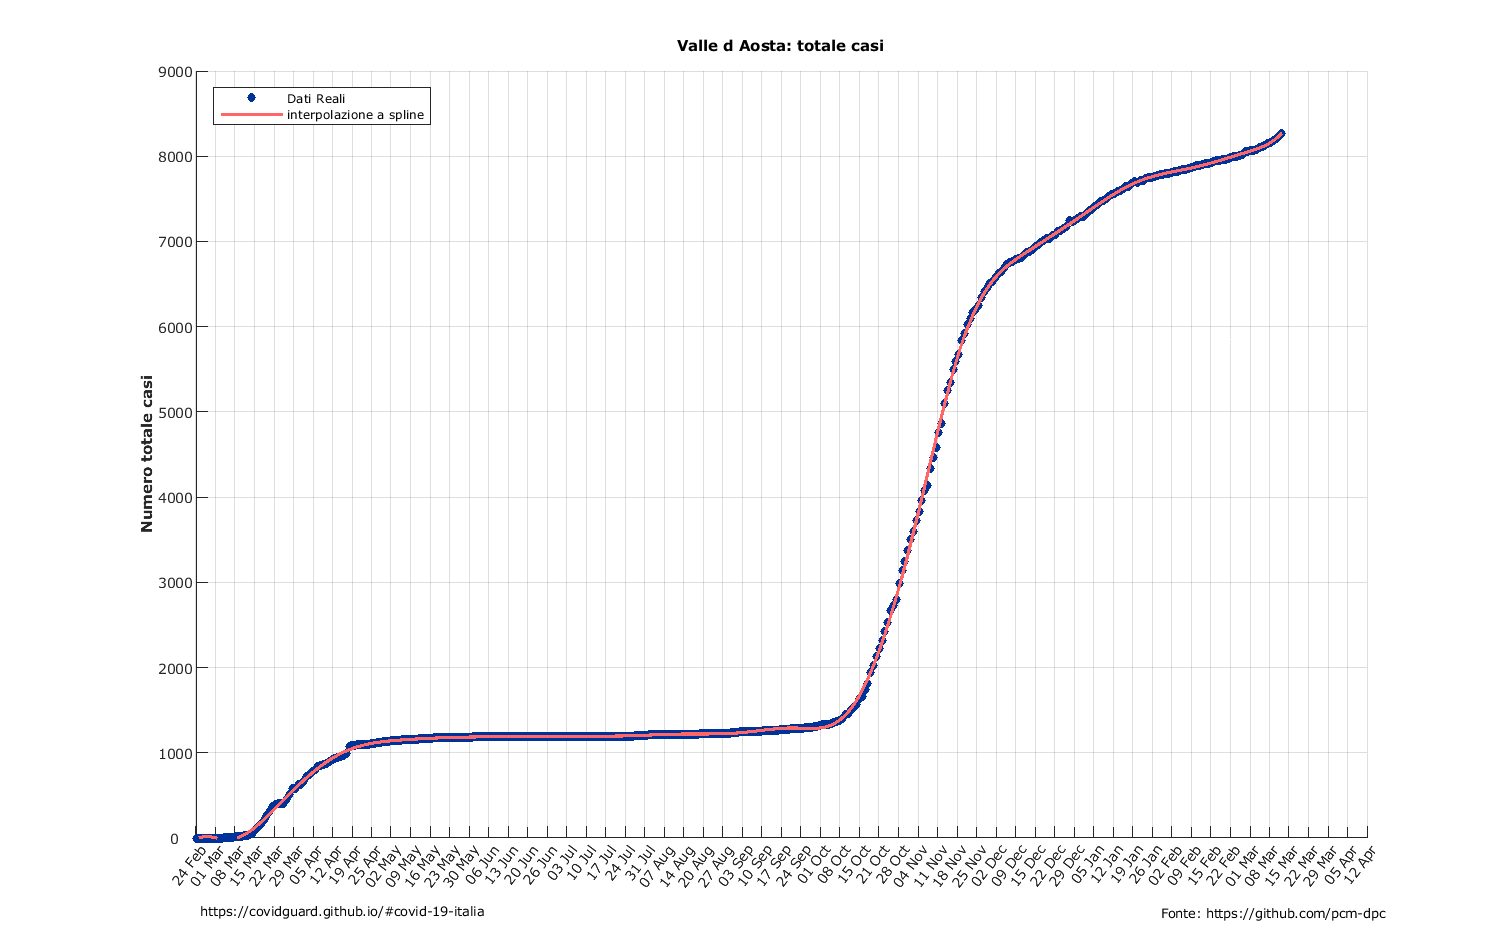 Valle d Aosta: totale casi
Numero totale casi
9000
8000
7000
6000
5000
4000
3000
2000
1000
0
Dati Reali
interpolazione a spline
24 Feb
01 Mar
08 Mar
15 Mar
22 Mar
29 Mar
05 Apr
12 Apr
19 Apr
25 Apr
02 May
09 May
16 May
23 May
30 May
06 Jun
13 Jun
20 Jun
26 Jun
03 Jul
10 Jul
17 Jul
24 Jul
31 Jul
07 Aug
14 Aug
20 Aug
27 Aug
03 Sep
10 Sep
17 Sep
24 Sep
01 Oct
08 Oct
15 Oct
21 Oct
28 Oct
04 Nov
11 Nov
18 Nov
25 Nov
02 Dec
09 Dec
15 Dec
22 Dec
29 Dec
05 Jan
12 Jan
19 Jan
26 Jan
02 Feb
09 Feb
15 Feb
22 Feb
01 Mar
08 Mar
15 Mar
22 Mar
29 Mar
05 Apr
12 Apr
https://covidguard.github.io/#covid-19-italia
Fonte: https://github.com/pcm-dpc